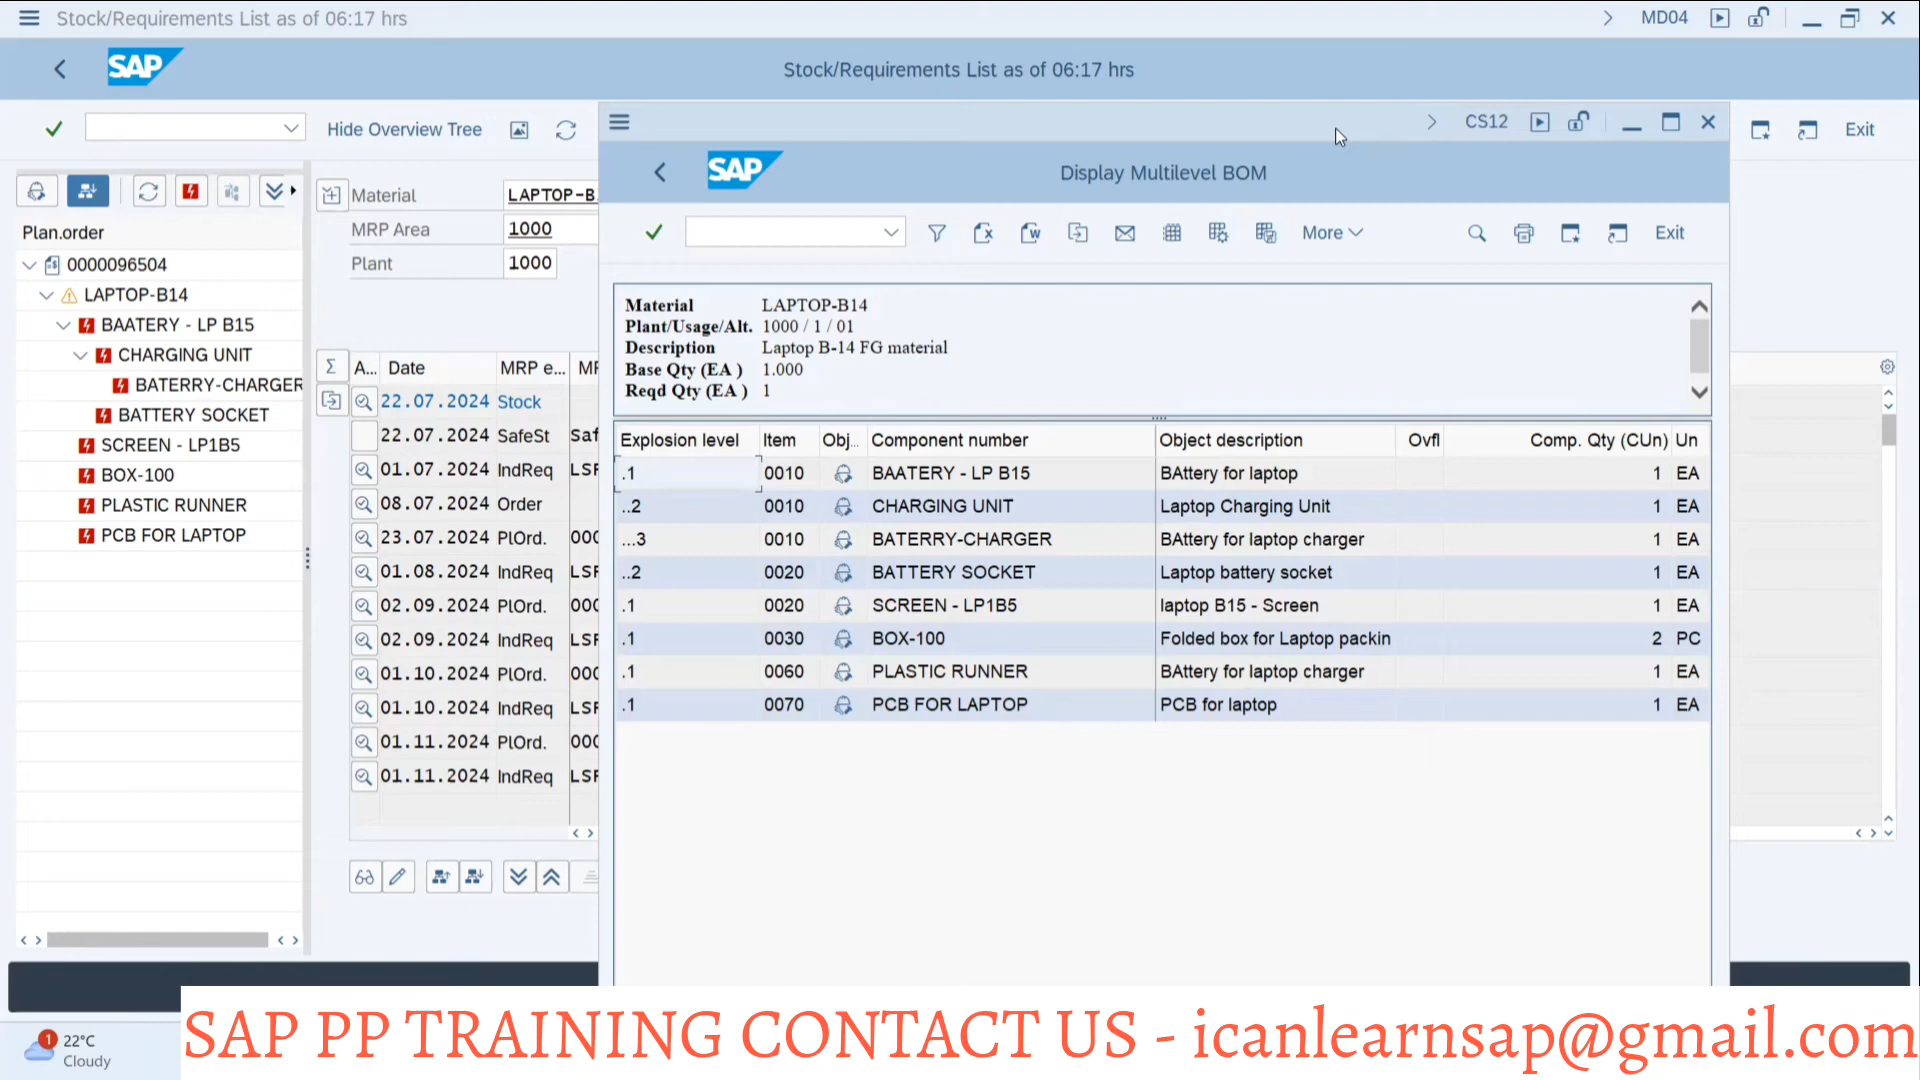 Stock/Requirements List as of 06:17 hrs
MD04
SAP
Stock/Requirements List as of 06:17 hrs
Hide Overview Tree
Exit
Plan.order
0000096504
LAPTOP-B14
BAATERY - LP B15
CHARGING UNIT
BATERRY-CHARGER
BATTERY SOCKET
SCREEN - LP1B5
BOX-100
PLASTIC RUNNER
PCB FOR LAPTOP
Material LAPTOP-B
MRP Area 1000
Plant 1000
A... Date MRP e...
22.07.2024 Stock
22.07.2024 SafeSt Saf
01.07.2024 IndReq LSF
08.07.2024 Order
23.07.2024 PlOrd. 000
01.08.2024 IndReq LSF
02.09.2024 PlOrd. 000
02.09.2024 IndReq LSF
01.10.2024 PlOrd. 000
01.10.2024 IndReq LSF
01.11.2024 PlOrd. 000
01.11.2024 IndReq LSF
CS12
SAP
Display Multilevel BOM
More
Exit
Material LAPTOP-B14
Plant/Usage/Alt. 1000 / 1 / 01
Description Laptop B-14 FG material
Base Qty (EA ) 1.000
Reqd Qty (EA ) 1
Explosion level Item Obj... Component number Object description Ovfl Comp. Qty (CUn) Un
.1 0010 BAATERY - LP B15 BAttery for laptop 1 EA
..2 0010 CHARGING UNIT Laptop Charging Unit 1 EA
...3 0010 BATERRY-CHARGER BAttery for laptop charger 1 EA
..2 0020 BATTERY SOCKET Laptop battery socket 1 EA
.1 0020 SCREEN - LP1B5 laptop B15 - Screen 1 EA
.1 0030 BOX-100 Folded box for Laptop packin 2 PC
.1 0060 PLASTIC RUNNER BAttery for laptop charger 1 EA
.1 0070 PCB FOR LAPTOP PCB for laptop 1 EA
1
22°C
Cloudy
SAP PP TRAINING CONTACT US - icanlearnsap@gmail.com